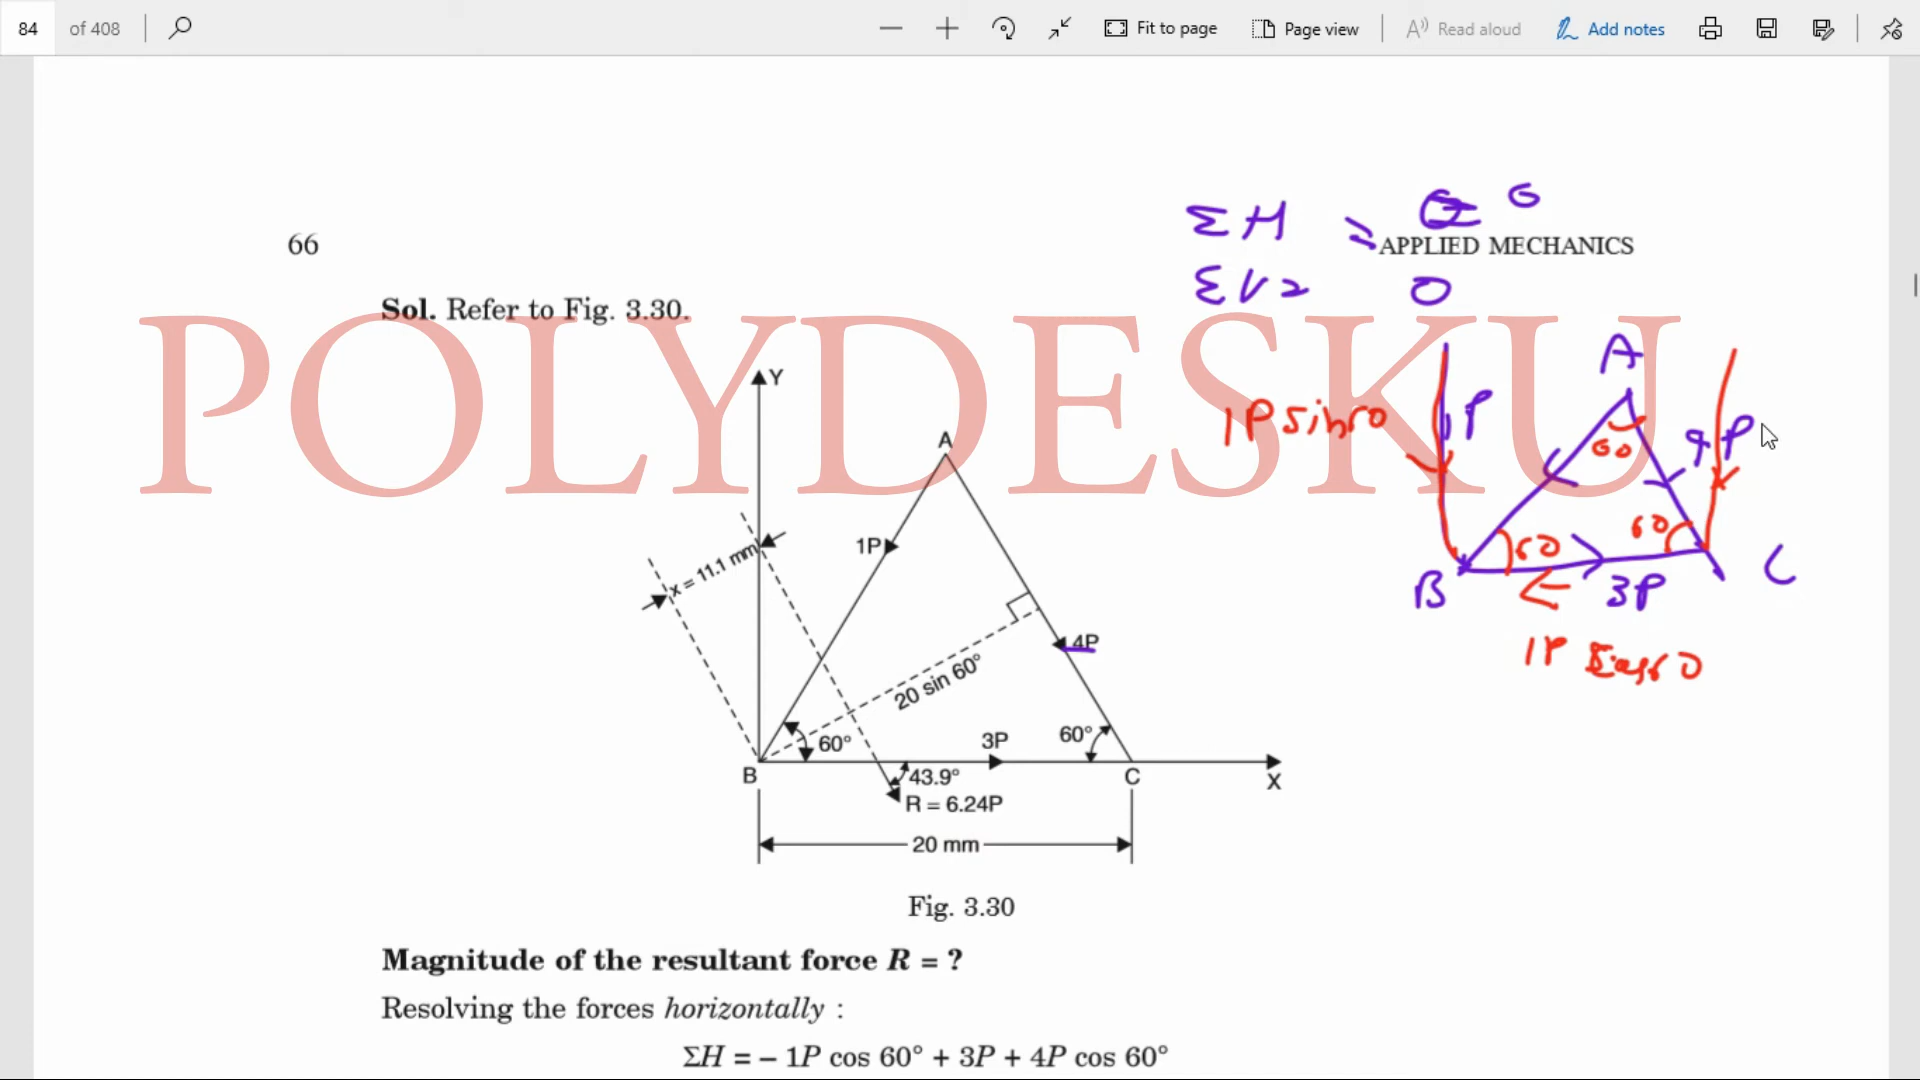 84 of 408 Fit to page Page view Read aloud Add notes
ΣH = 0
66 APPLIED MECHANICS
ΣV = 0
Sol. Refer to Fig. 3.30.
POLYDESKU
Y
A
A
1P
1P
4P
60
x = 11.1 mm
60
60
B
3P
C
4P
20 sin 60°
60°
3P
60°
B
C
X
43.9°
R = 6.24P
20 mm
Fig. 3.30
Magnitude of the resultant force R = ?
Resolving the forces horizontally :
ΣH = – 1P cos 60° + 3P + 4P cos 60°